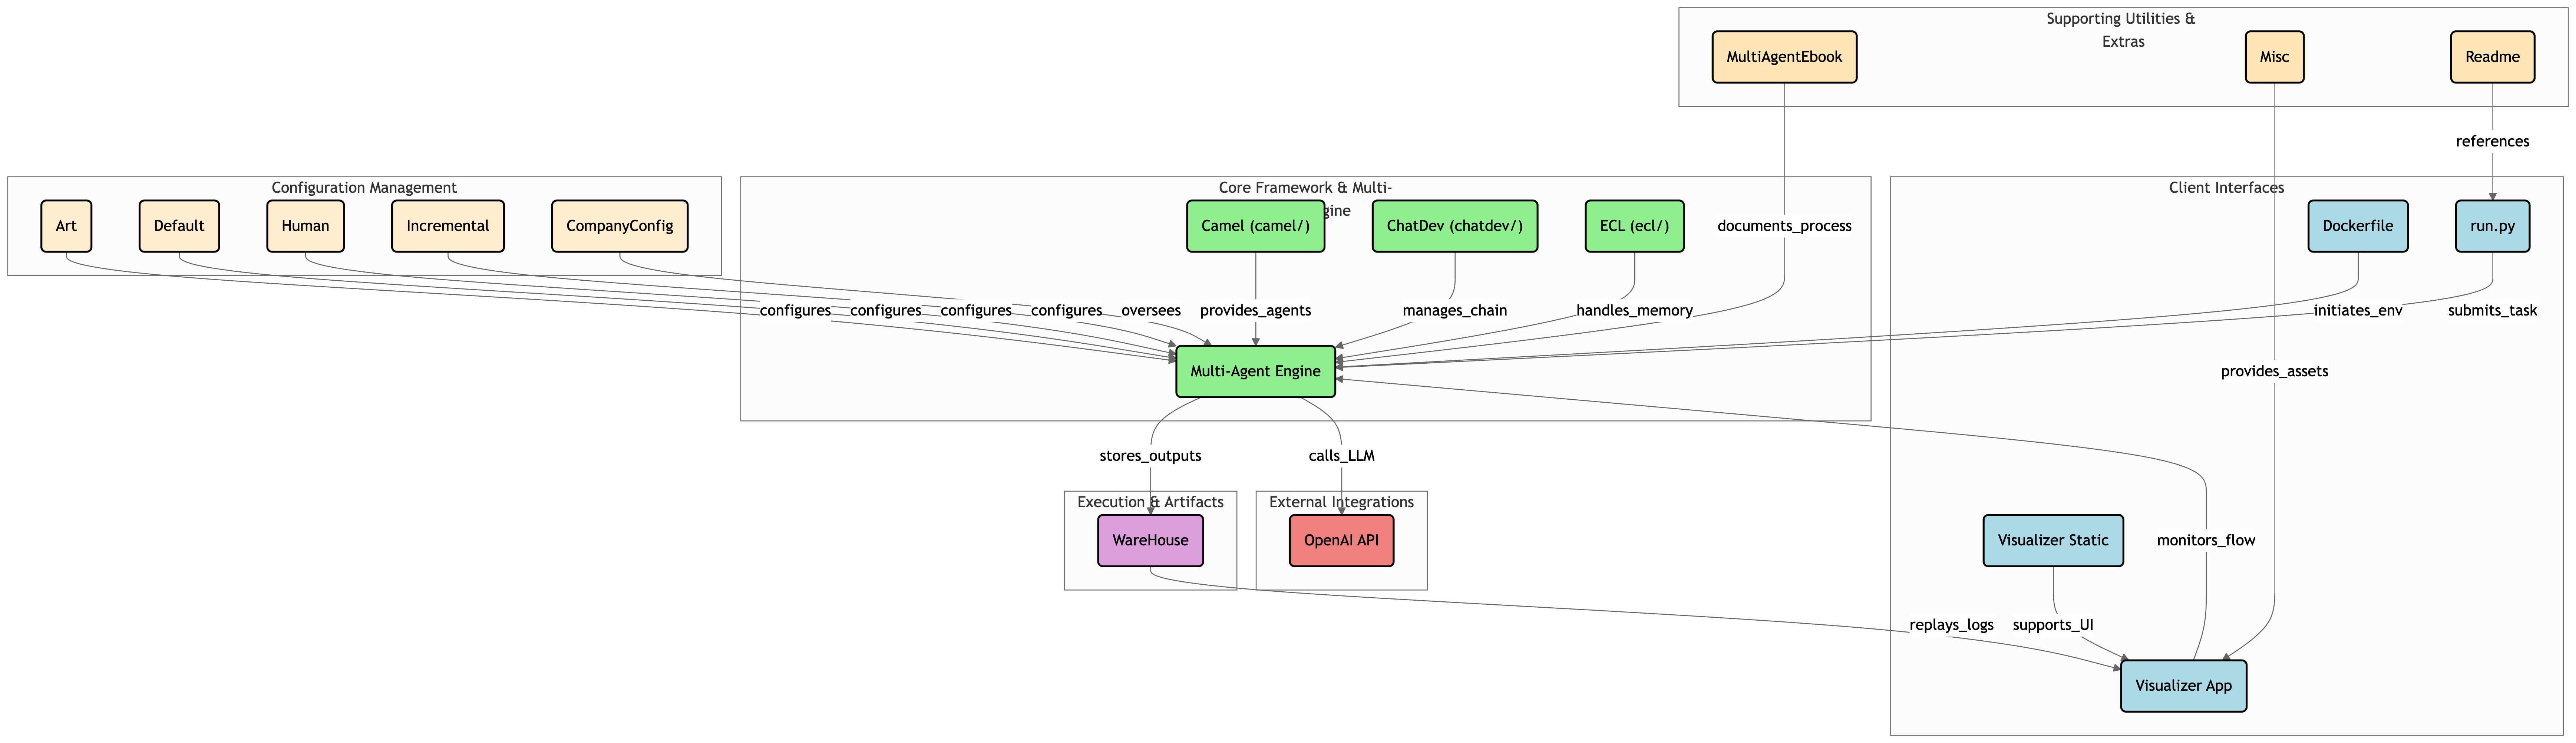 Supporting Utilities &
Extras
MultiAgentEbook
Misc
Readme
references
Configuration Management
Art
Default
Human
Incremental
CompanyConfig
Core Framework & Multi-
gine
Camel (camel/)
ChatDev (chatdev/)
ECL (ecl/)
documents_process
Client Interfaces
Dockerfile
run.py
configures
configures
configures
configures
oversees
provides_agents
manages_chain
handles_memory
initiates_env
submits_task
Multi-Agent Engine
provides_assets
stores_outputs
calls_LLM
Execution & Artifacts
WareHouse
External Integrations
OpenAI API
Visualizer Static
monitors_flow
replays_logs
supports_UI
Visualizer App